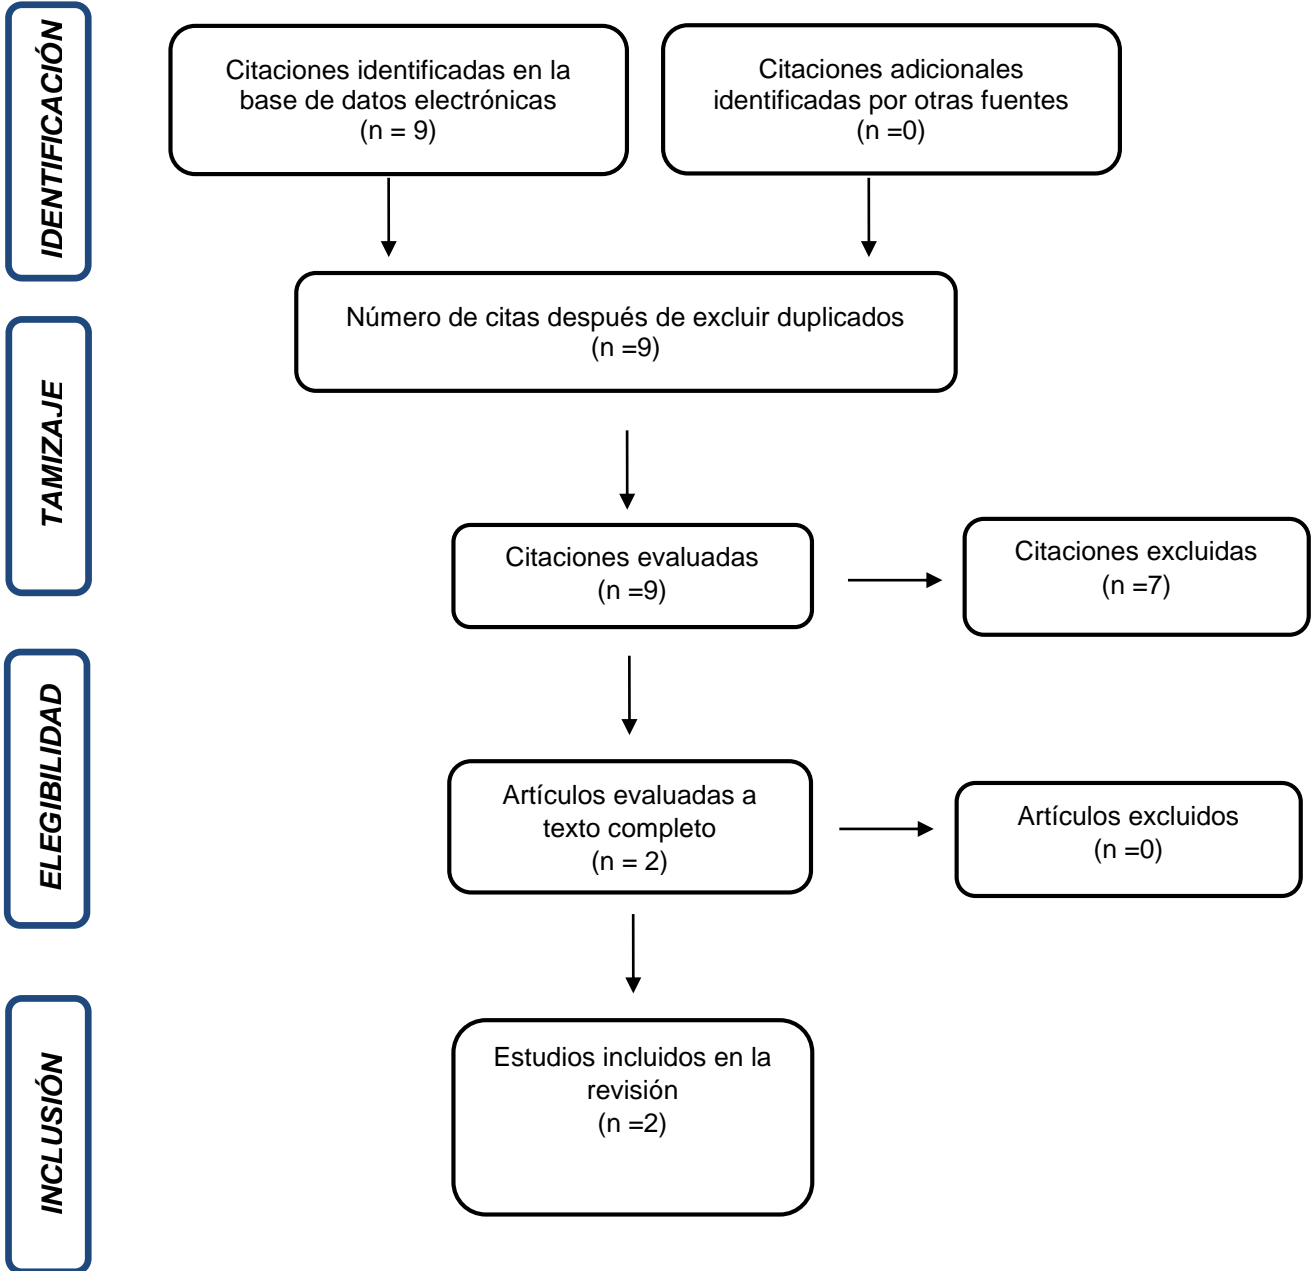 IDENTIFICACIÓN
Citaciones identificadas en la
base de datos electrónicas
(n = 9)
Citaciones adicionales
identificadas por otras fuentes
(n =0)
Número de citas después de excluir duplicados
(n =9)
TAMIZAJE
Citaciones evaluadas
(n =9)
Citaciones excluidas
(n =7)
ELEGIBILIDAD
Artículos evaluadas a
texto completo
(n = 2)
Artículos excluidos
(n =0)
INCLUSIÓN
Estudios incluidos en la
revisión
(n =2)